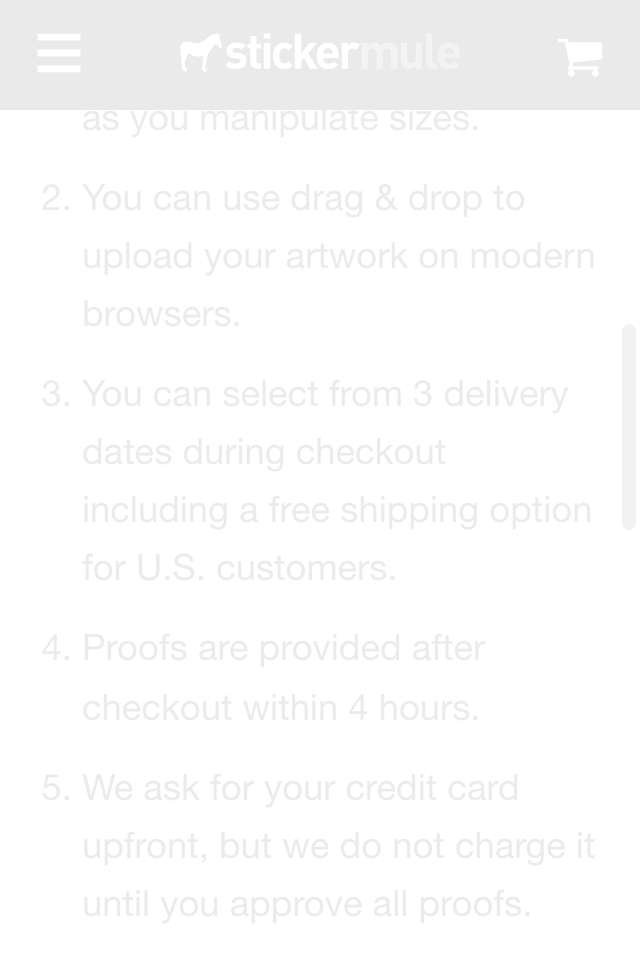 stickermule
as you manipulate sizes.
2. You can use drag & drop to
upload your artwork on modern
browsers.
3. You can select from 3 delivery
dates during checkout
including a free shipping option
for U.S. customers.
4. Proofs are provided after
checkout within 4 hours.
5. We ask for your credit card
upfront, but we do not charge it
until you approve all proofs.